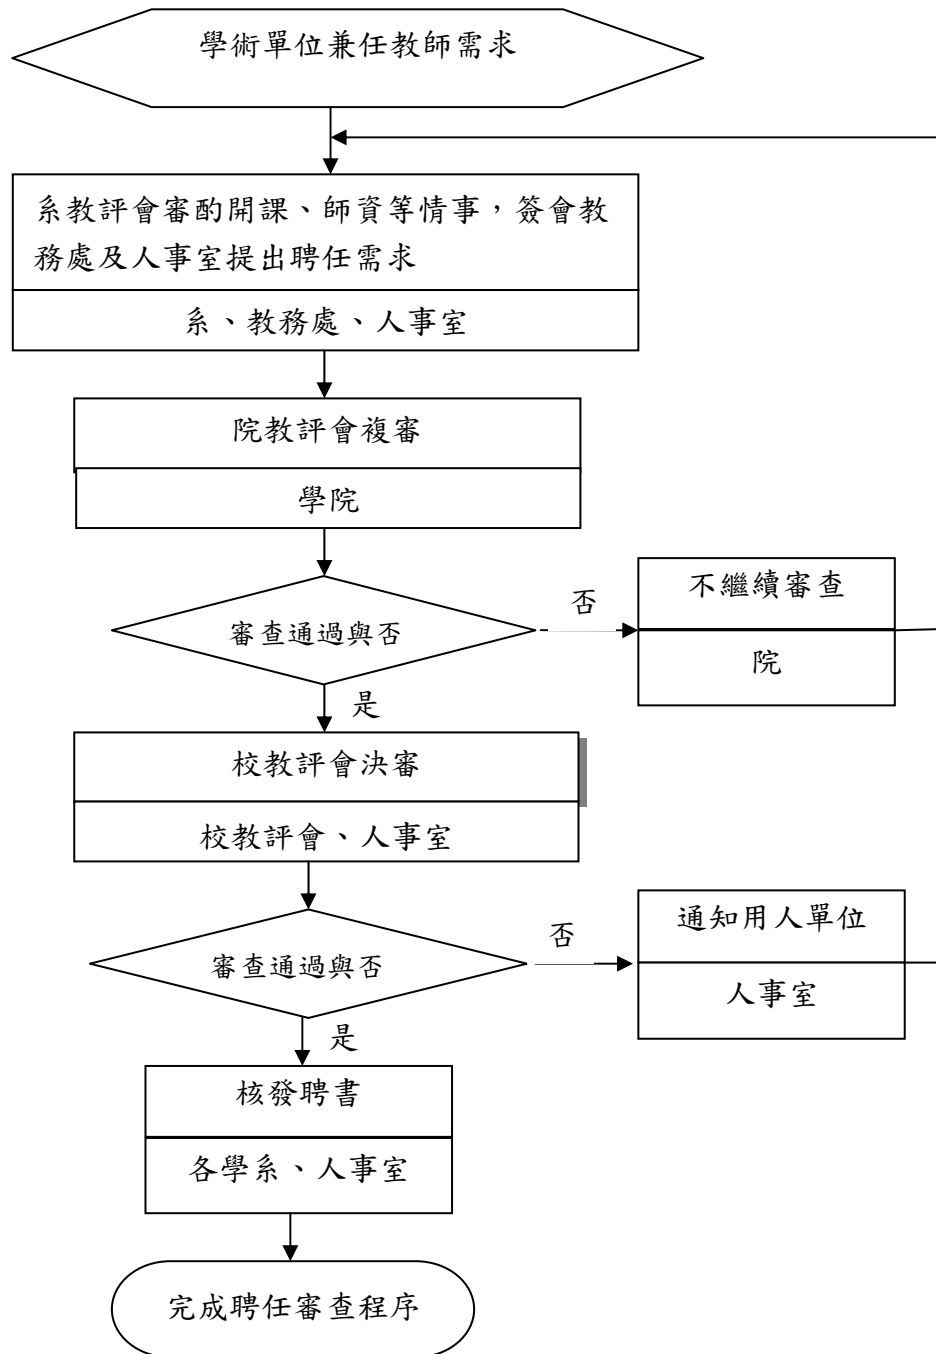 學術單位兼任教師需求
系教評會審酌開課、師資等情事，簽會教
務處及人事室提出聘任需求
系、教務處、人事室
院教評會複審
學院
審查通過與否
否
不繼續審查
院
是
校教評會決審
校教評會、人事室
審查通過與否
否
通知用人單位
人事室
是
核發聘書
各學系、人事室
完成聘任審查程序